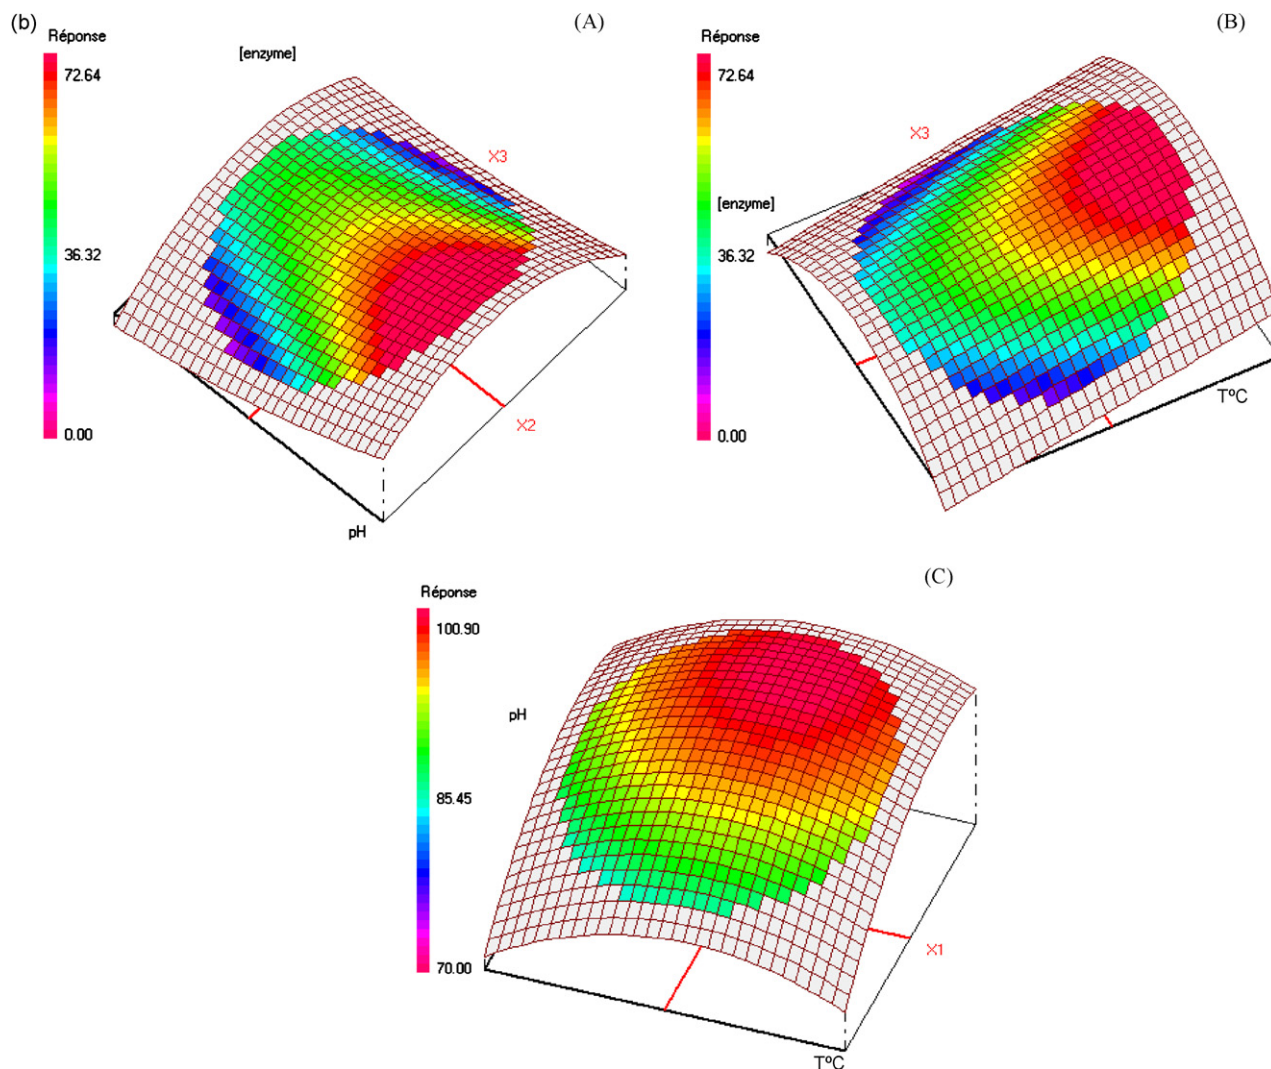 (b)
(A)
Réponse
[enzyme]
72.64
X3
36.32
0.00
X2
pH
(B)
Réponse
72.64
X3
[enzyme]
36.32
0.00
TºC
(C)
Réponse
100.90
pH
85.45
70.00
X1
TºC